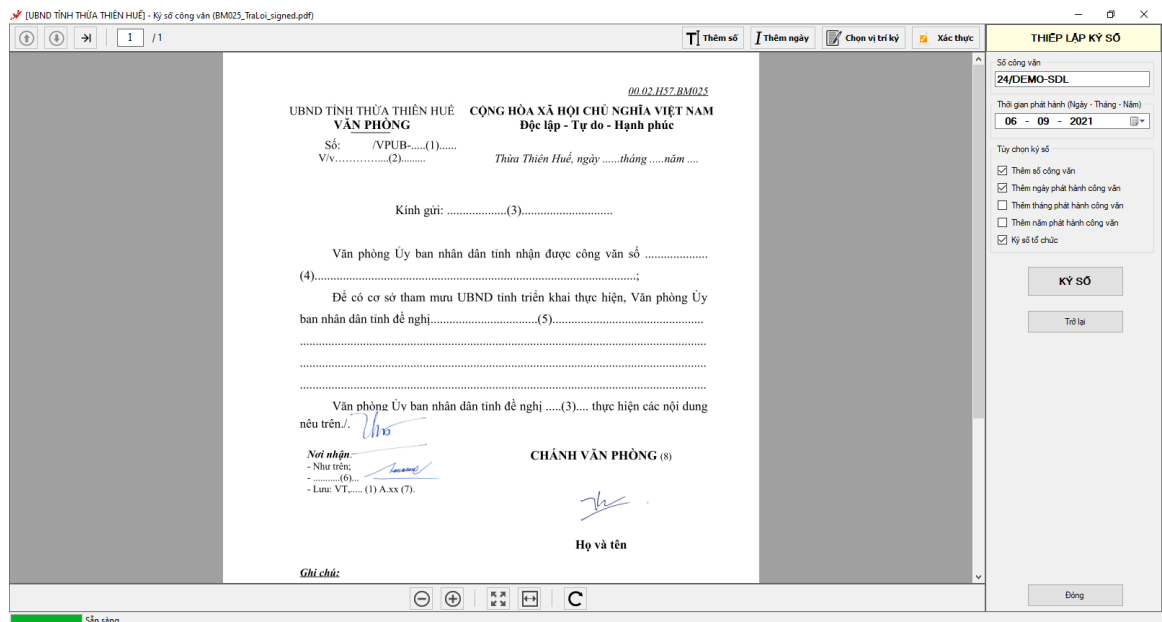 [UBND TỈNH THỪA THIÊN HUẾ] - Ký số công văn (BM025_TraLoi_signed.pdf)
1 / 1
Thêm số
Thêm ngày
Chọn vị trí ký
Xác thực
00.02.H57.BM025
UBND TỈNH THỪA THIÊN HUẾ CỘNG HÒA XÃ HỘI CHỦ NGHĨA VIỆT NAM
VĂN PHÒNG Độc lập - Tự do - Hạnh phúc
Số: /VPUB-.....(1)......
V/v…………....(2)......... Thừa Thiên Huế, ngày ......tháng .....năm ....
Kính gửi: ...................(3).............................
Văn phòng Ủy ban nhân dân tỉnh nhận được công văn số ....................
(4)......................................................................................................;
Để có cơ sở tham mưu UBND tỉnh triển khai thực hiện, Văn phòng Ủy
ban nhân dân tỉnh đề nghị..................................(5)................................................
.................................................................................................................................
.................................................................................................................................
.................................................................................................................................
Văn phòng Ủy ban nhân dân tỉnh đề nghị .....(3).... thực hiện các nội dung
nêu trên./.
Nơi nhận:
- Như trên;
- ...........(6)...
- Lưu: VT,..... (1) A.xx (7).
CHÁNH VĂN PHÒNG (8)
Họ và tên
Ghi chú:
THIẾP LẬP KÝ SỐ
Số công văn
24/DEMO-SDL
Thời gian phát hành (Ngày - Tháng - Năm)
06 - 09 - 2021
Tùy chọn ký số
Thêm số công văn
Thêm ngày phát hành công văn
Thêm tháng phát hành công văn
Thêm năm phát hành công văn
Ký số tổ chức
KÝ SỐ
Trở lại
Đóng
Sẵn sàng